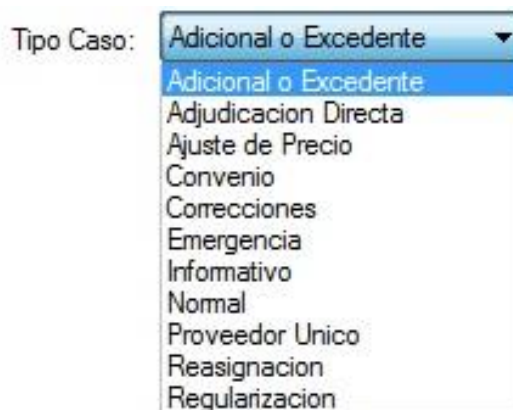 Tipo Caso: Adicional o Excedente
Adicional o Excedente
Adjudicacion Directa
Ajuste de Precio
Convenio
Correcciones
Emergencia
Informativo
Normal
Proveedor Unico
Reasignacion
Regularizacion